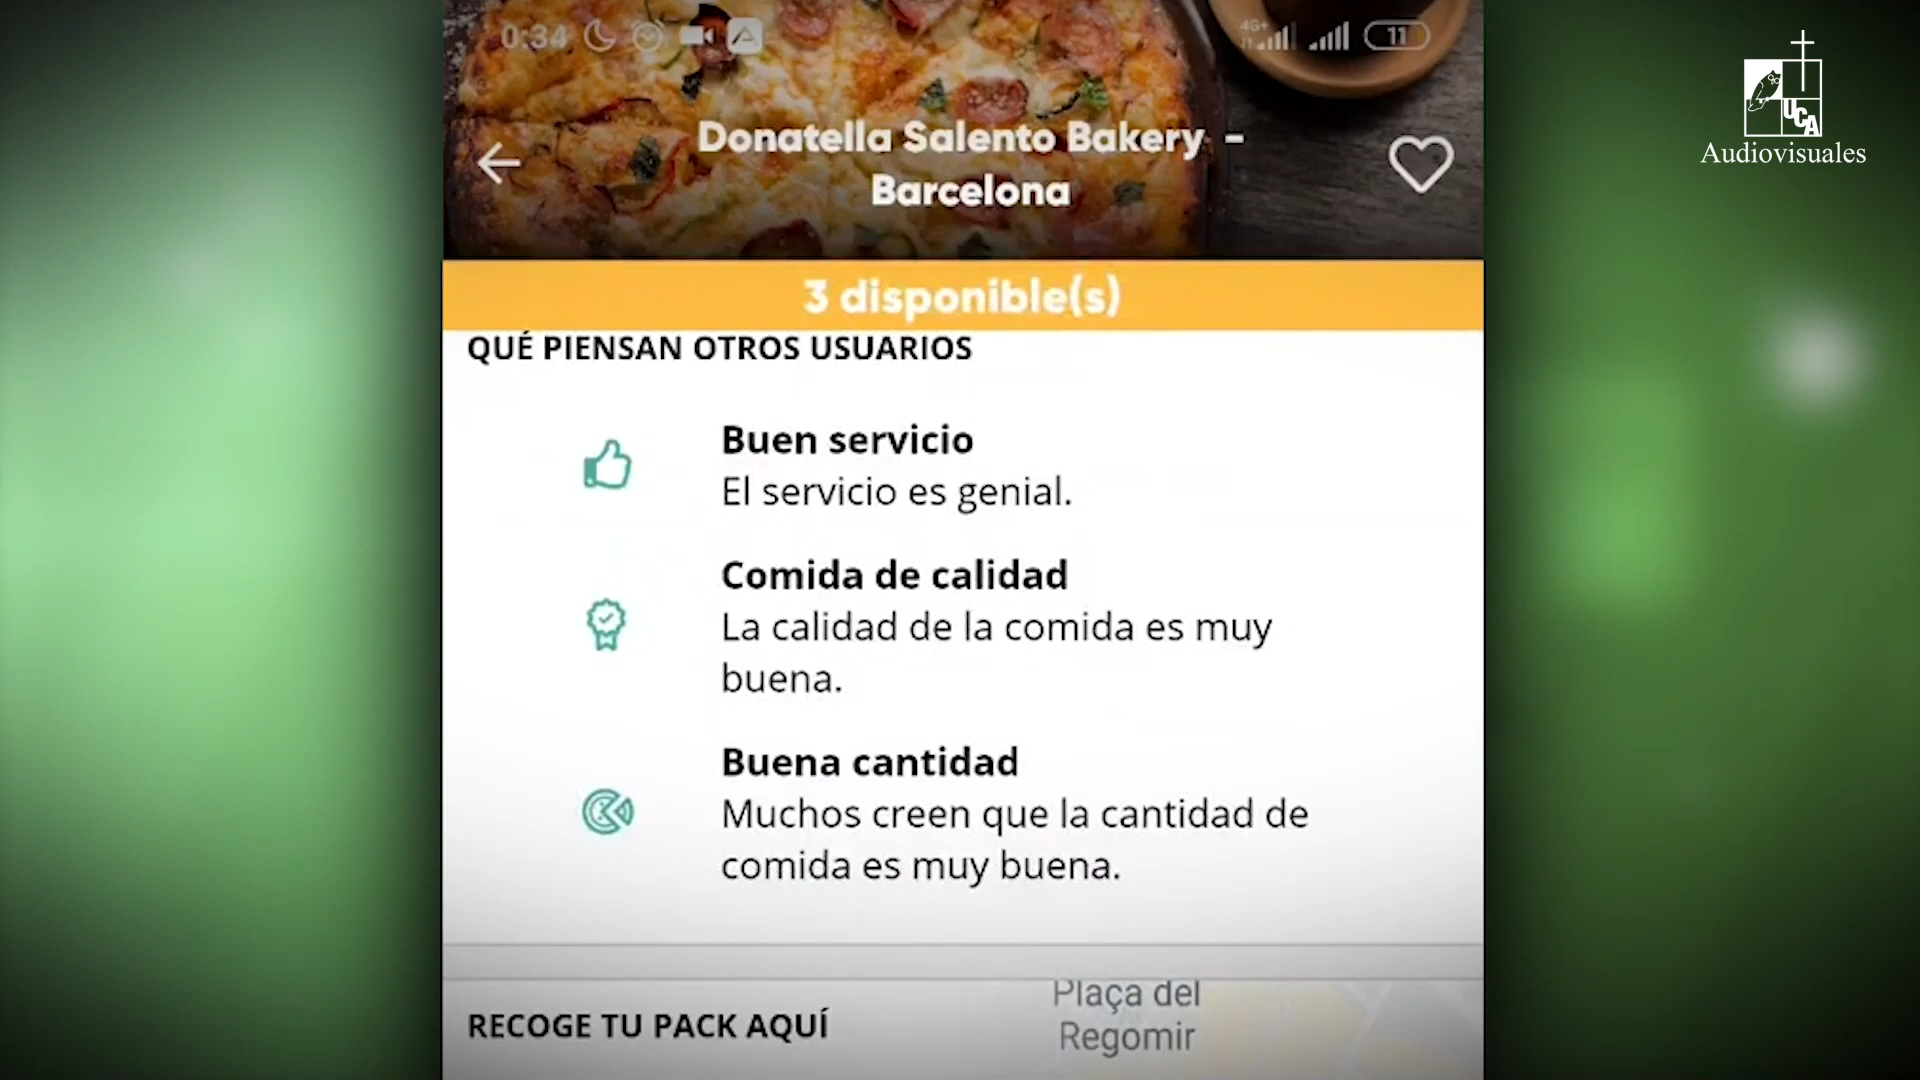 0:34
4G+
11
UCA
Audiovisuales
Donatella Salento Bakery -
Barcelona
3 disponible(s)
QUÉ PIENSAN OTROS USUARIOS
Buen servicio
El servicio es genial.
Comida de calidad
La calidad de la comida es muy
buena.
Buena cantidad
Muchos creen que la cantidad de
comida es muy buena.
RECOGE TU PACK AQUÍ
Plaça del
Regomir